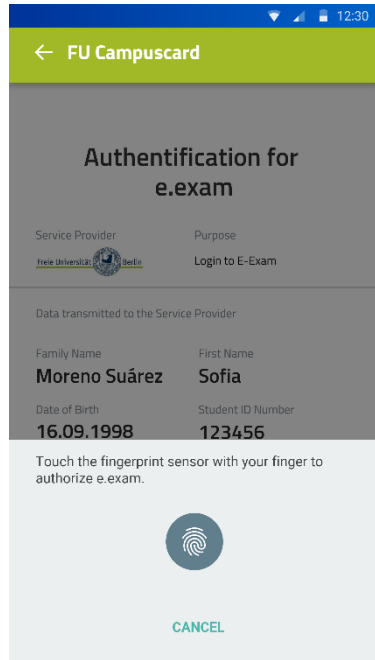 12:30
FU Campuscard
Authentification for
e.exam
Service Provider
Purpose
Freie Universität Berlin
Login to E-Exam
Data transmitted to the Service Provider
Family Name
First Name
Moreno Suárez
Sofia
Date of Birth
Student ID Number
16.09.1998
123456
Touch the fingerprint sensor with your finger to
authorize e.exam.
CANCEL